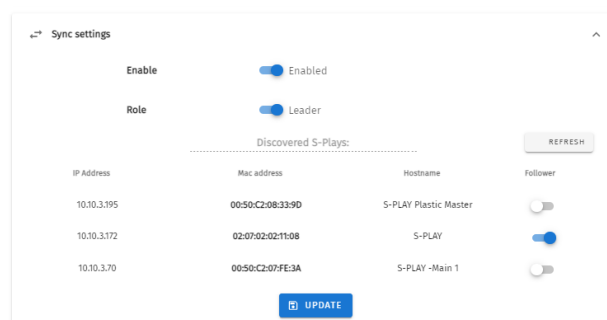 Sync settings
Enable Enabled
Role Leader
Discovered S-Plays:
REFRESH
IP Address Mac address Hostname Follower
10.10.3.195 00:50:C2:08:33:9D S-PLAY Plastic Master
10.10.3.172 02:07:02:02:11:08 S-PLAY
10.10.3.70 00:50:C2:07:FE:3A S-PLAY -Main 1
UPDATE